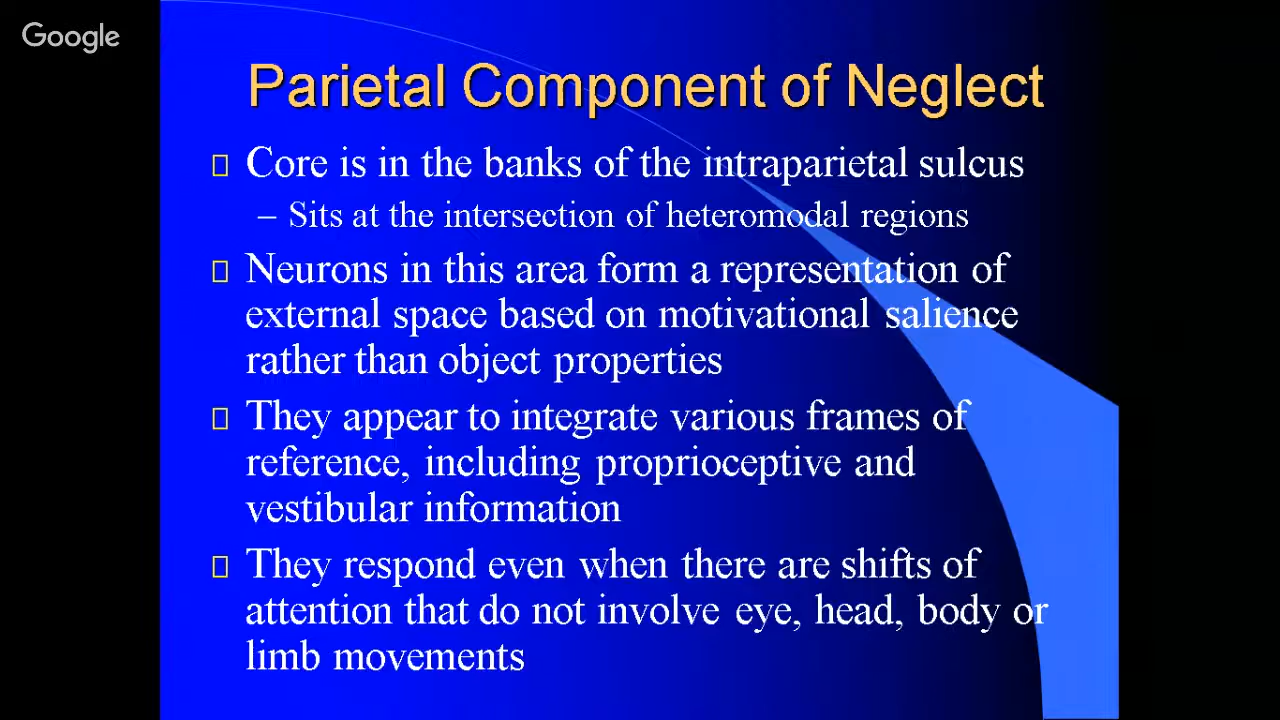 Google
Parietal Component of Neglect
Core is in the banks of the intraparietal sulcus
– Sits at the intersection of heteromodal regions
Neurons in this area form a representation of
external space based on motivational salience
rather than object properties
They appear to integrate various frames of
reference, including proprioceptive and
vestibular information
They respond even when there are shifts of
attention that do not involve eye, head, body or
limb movements